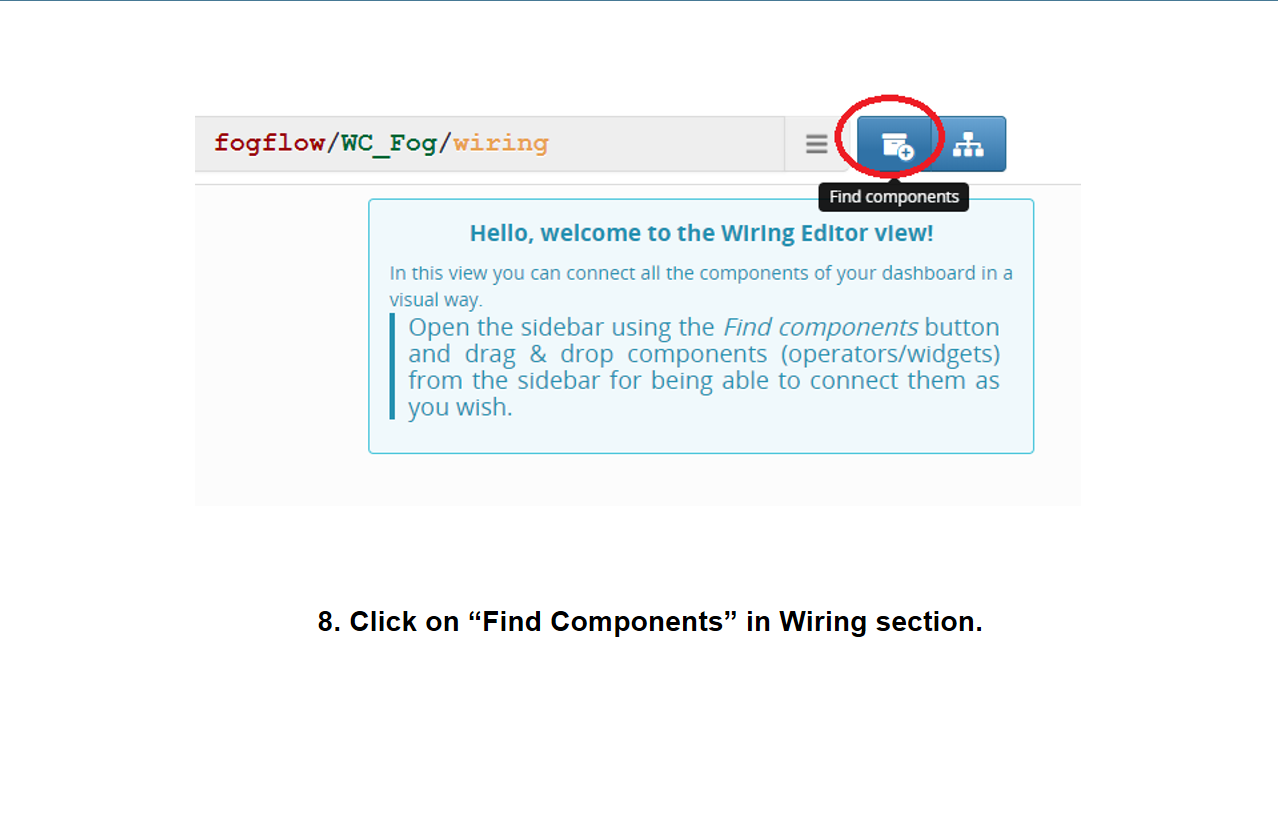 fogflow/WC_Fog/wiring
Find components
Hello, welcome to the Wiring Editor view!
In this view you can connect all the components of your dashboard in a
visual way.
Open the sidebar using the Find components button
and drag & drop components (operators/widgets)
from the sidebar for being able to connect them as
you wish.
8. Click on “Find Components” in Wiring section.